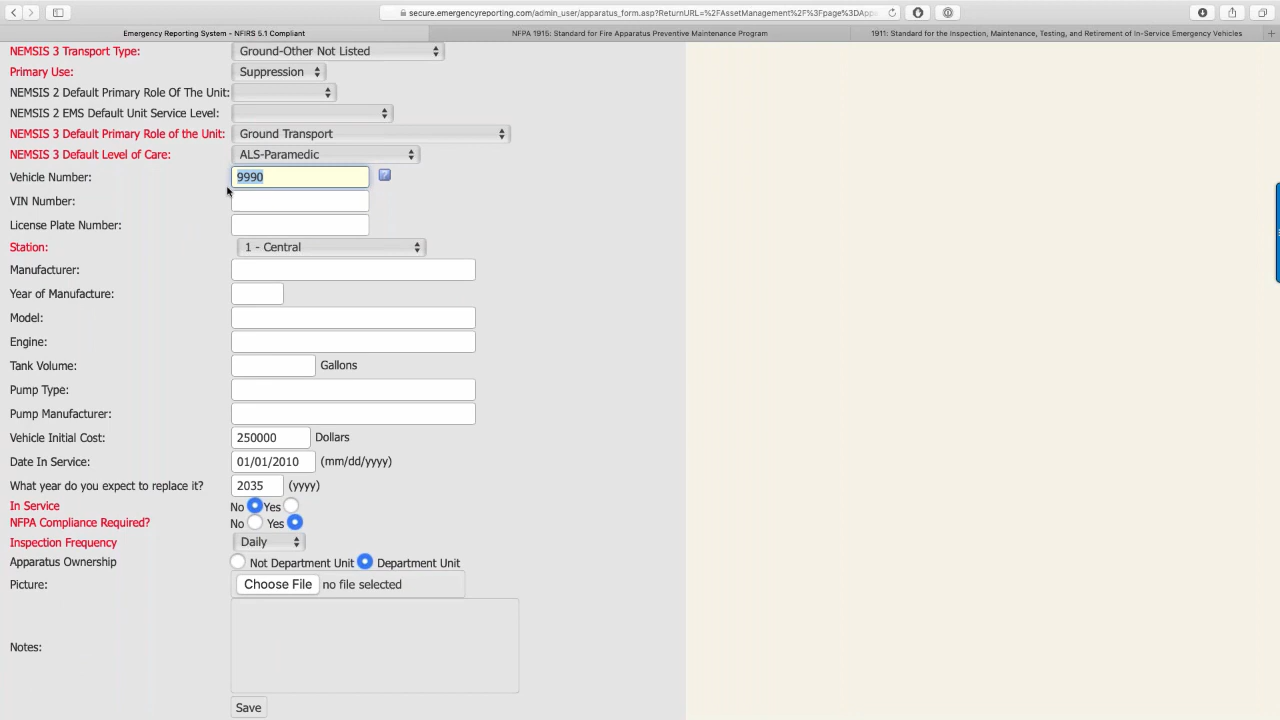 secure.emergencyreporting.com/admin_user/apparatus_form.asp?ReturnURL=%2FAssetManagement%2F%3Fpage%3DApp
Emergency Reporting System - NFIRS 5.1 Compliant
NFPA 1915: Standard for Fire Apparatus Preventive Maintenance Program
1911: Standard for the Inspection, Maintenance, Testing, and Retirement of In-Service Emergency Vehicles
NEMSIS 3 Transport Type: Ground-Other Not Listed
Primary Use: Suppression
NEMSIS 2 Default Primary Role Of The Unit:
NEMSIS 2 EMS Default Unit Service Level:
NEMSIS 3 Default Primary Role of the Unit: Ground Transport
NEMSIS 3 Default Level of Care: ALS-Paramedic
Vehicle Number: 9990 ?
VIN Number:
License Plate Number:
Station: 1 - Central
Manufacturer:
Year of Manufacture:
Model:
Engine:
Tank Volume: Gallons
Pump Type:
Pump Manufacturer:
Vehicle Initial Cost: 250000 Dollars
Date In Service: 01/01/2010 (mm/dd/yyyy)
What year do you expect to replace it? 2035 (yyyy)
In Service No Yes
NFPA Compliance Required? No Yes
Inspection Frequency Daily
Apparatus Ownership Not Department Unit Department Unit
Picture: Choose File no file selected
Notes:
Save